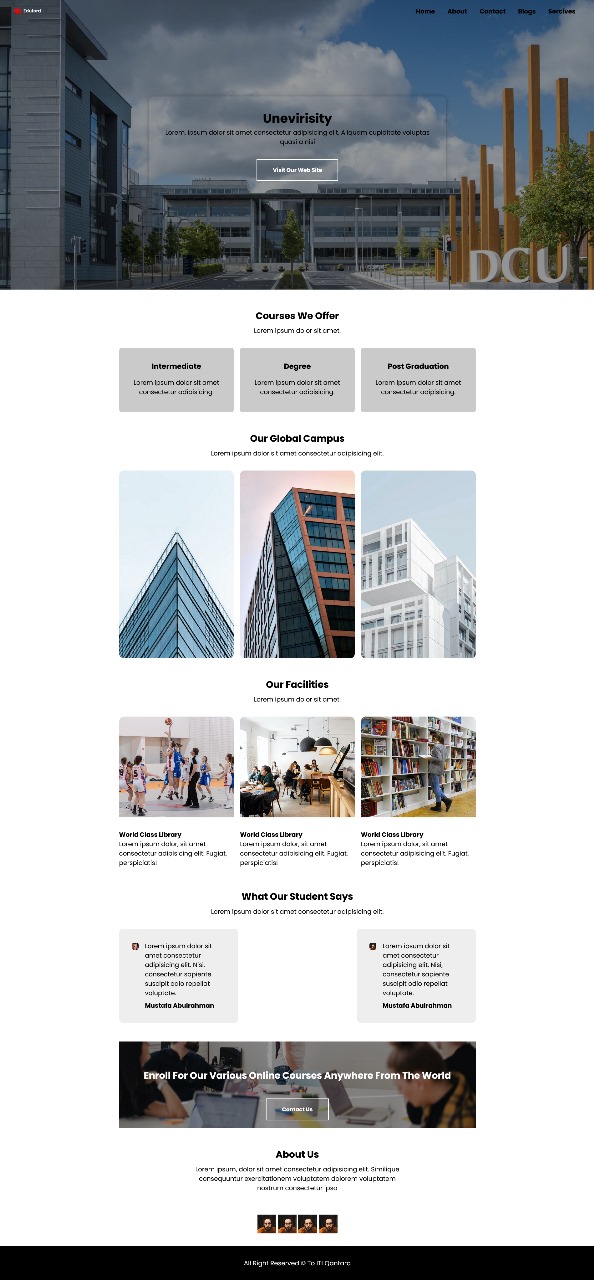 Eduford
Home About Contact Blogs Sercives
Unevirisity
Lorem, ipsum dolor sit amet consectetur adipisicing elit. A iquam cupiditate voluptas
quasi a nisi
Visit Our Web Site
DCU
Courses We Offer
Lorem ipsum do or sit amet.
Intermediate
Lorem ipsum dolor sit amet
consectetur adipisicing.
Degree
Lorem ipsum dolor sit amet
consectetur adipisicing.
Post Graduation
Lorem ipsum dolor sit amet
consectetur adipisicing.
Our Global Campus
Lorem ipsum dolor sit amet consectetur adipisicing elit.
Our Facilities
Lorem ipsum dolor sit amet
World Class Library
Lorem ipsum dolor, sit amet
consectetur adipisicing elit. Fugiat,
perspiciatis!
World Class Library
Lorem ipsum dolor, sit amet
consectetur adipisicing elit. Fugiat,
perspiciatis!
World Class Library
Lorem ipsum dolor, sit amet
consectetur adipisicing elit. Fugiat,
perspiciatis!
What Our Student Says
Lorem ipsum dolor sit amet consectetur adipisicing elit.
Lorem ipsum dolor sit
amet consectetur
adipisicing elit. Nisi,
consectetur sapiente
suscipit odio repellat
voluptate.
Mustafa Abulrahman
Lorem ipsum dolor sit
amet consectetur
adipisicing elit. Nisi,
consectetur sapiente
suscipit odio repellat
voluptate.
Mustafa Abulrahman
Enroll For Our Various Online Courses Anywhere From The World
Contact Us
About Us
Lorem ipsum, dolor sit amet consectetur adipisicing elit. Similique
consequuntur exercitationem voluptatem dolorem voluptatem
nostrum consectetur ipsa
All Right Reserved © To ITI Qantara